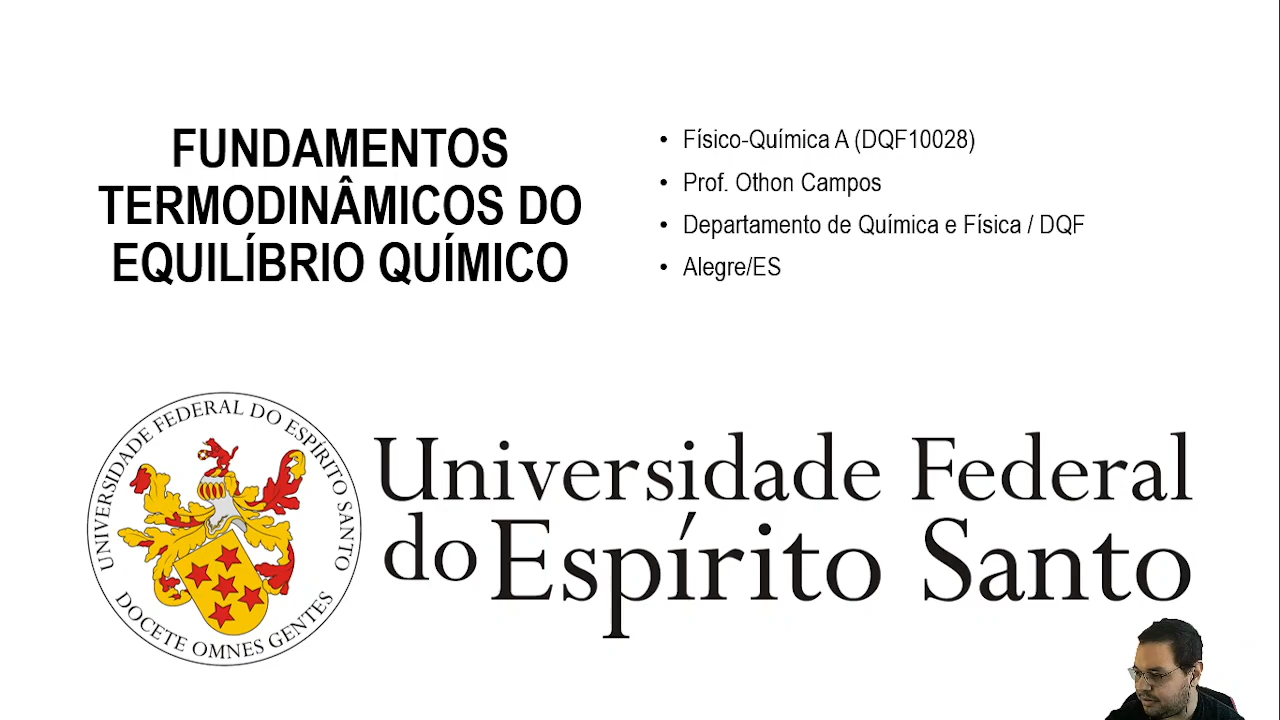 FUNDAMENTOS
TERMODINÂMICOS DO
EQUILÍBRIO QUÍMICO
• Físico-Química A (DQF10028)
• Prof. Othon Campos
• Departamento de Química e Física / DQF
• Alegre/ES
UNIVERSIDADE FEDERAL DO ESPÍRITO SANTO
DOCETE OMNES GENTES
Universidade Federal
do Espírito Santo